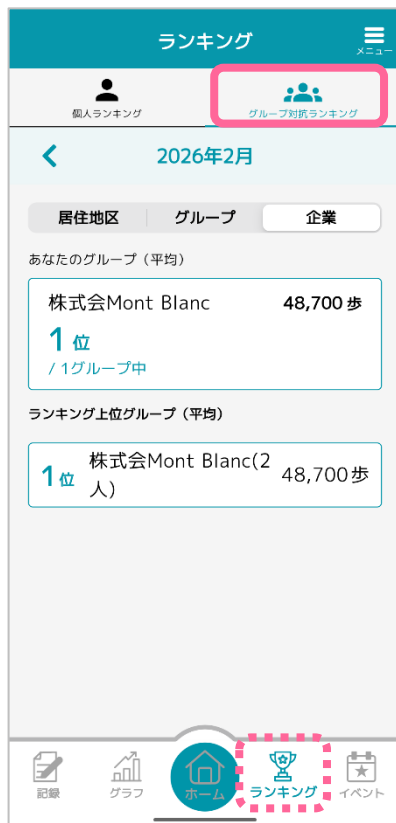 ランキング
メニュー
個人ランキング
グループ対抗ランキング
2026年2月
居住地区 グループ 企業
あなたのグループ（平均）
株式会Mont Blanc 48,700 歩
1 位
/ 1グループ中
ランキング上位グループ（平均）
1 位 株式会Mont Blanc(2
人) 48,700歩
記録 グラフ ホーム ランキング イベント